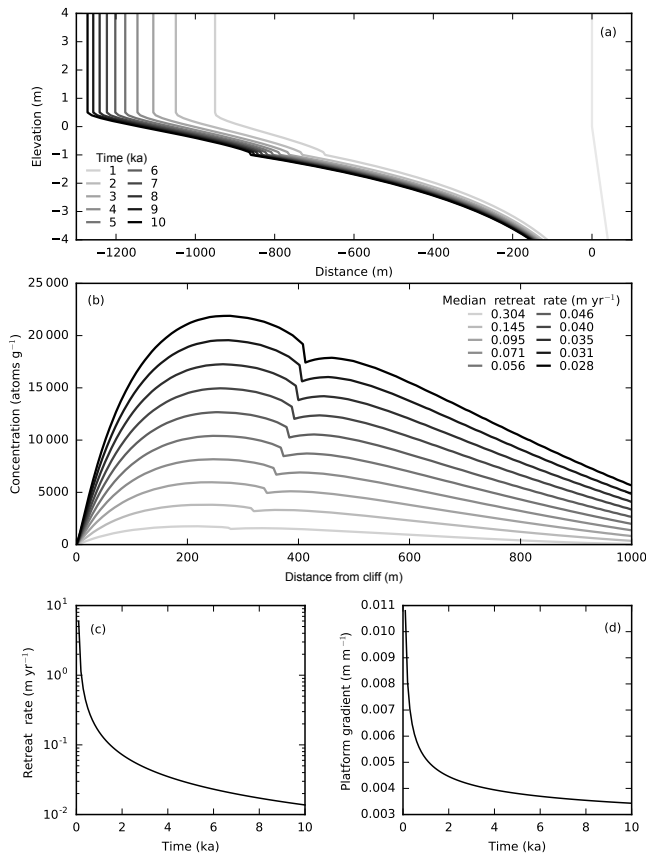 4
3
2
1
0
−1
−2
−3
−4
Elevation (m)
(a)
Time (ka)
1 6
2 7
3 8
4 9
5 10
−1200 −1000 −800 −600 −400 −200 0
Distance (m)
25 000
20 000
15 000
10 000
5000
0
Concentration (atoms g⁻¹)
(b)
Median retreat rate (m yr⁻¹)
0.304 0.046
0.145 0.040
0.095 0.035
0.071 0.031
0.056 0.028
0 200 400 600 800 1000
Distance from cliff (m)
10¹
10⁰
10⁻¹
10⁻²
Retreat rate (m yr⁻¹)
(c)
0 2 4 6 8 10
Time (ka)
0.011
0.010
0.009
0.008
0.007
0.006
0.005
0.004
0.003
Platform gradient (m m⁻¹)
(d)
0 2 4 6 8 10
Time (ka)